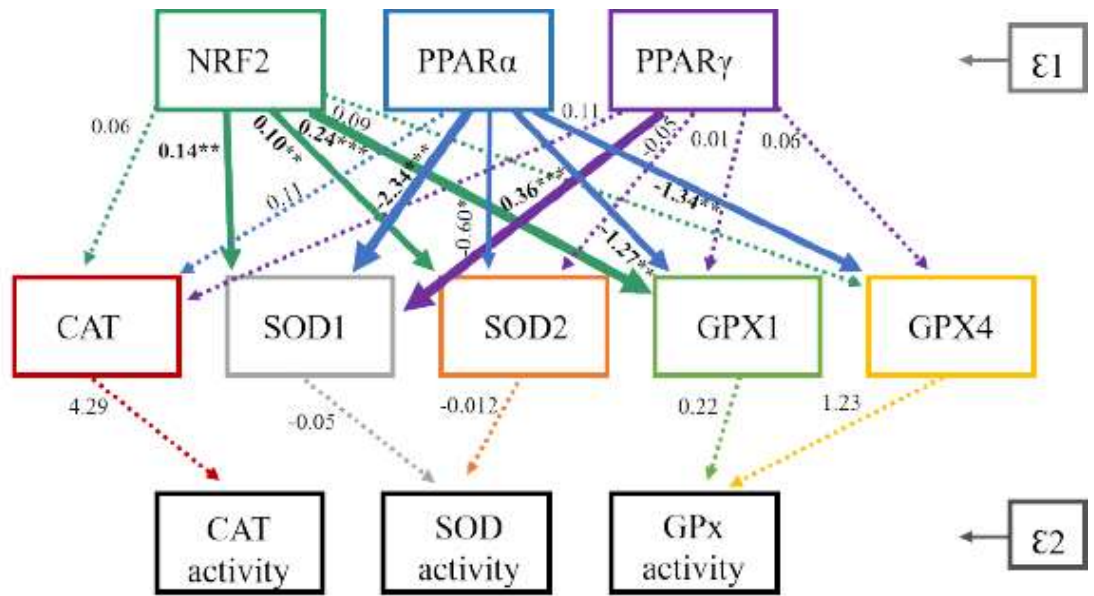 NRF2
PPARα
PPARγ
ε1
0.06
0.14**
0.10**
0.24***
0.09
0.11
-2.34***
-0.60*
0.36***
-1.27**
-1.34**
0.11
-0.05
0.01
0.06
CAT
SOD1
SOD2
GPX1
GPX4
4.29
-0.05
-0.012
0.22
1.23
CAT
activity
SOD
activity
GPx
activity
ε2